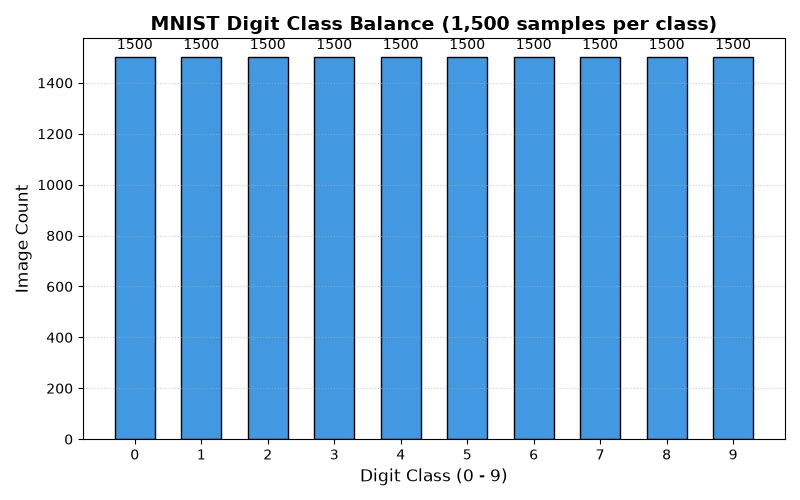 MNIST Digit Class Balance (1,500 samples per class)
1500 1500 1500 1500 1500 1500 1500 1500 1500 1500
1400
1200
1000
800
600
400
200
0
Image Count
0 1 2 3 4 5 6 7 8 9
Digit Class (0 - 9)